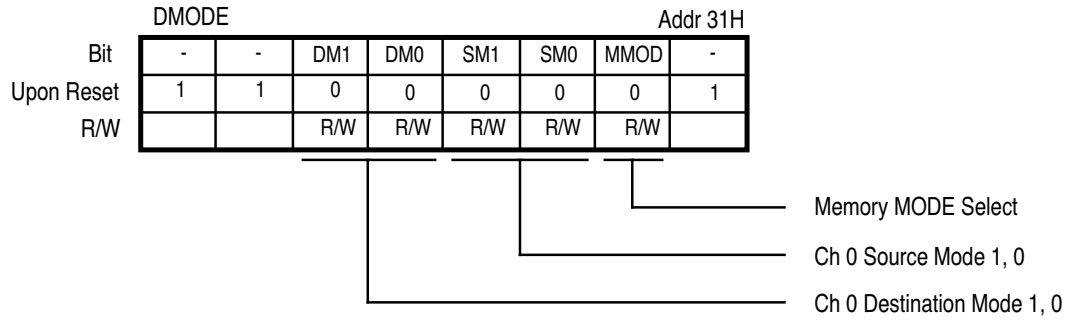 DMODE Addr 31H
Bit - - DM1 DM0 SM1 SM0 MMOD -
Upon Reset 1 1 0 0 0 0 0 1
R/W R/W R/W R/W R/W R/W
Memory MODE Select
Ch 0 Source Mode 1, 0
Ch 0 Destination Mode 1, 0